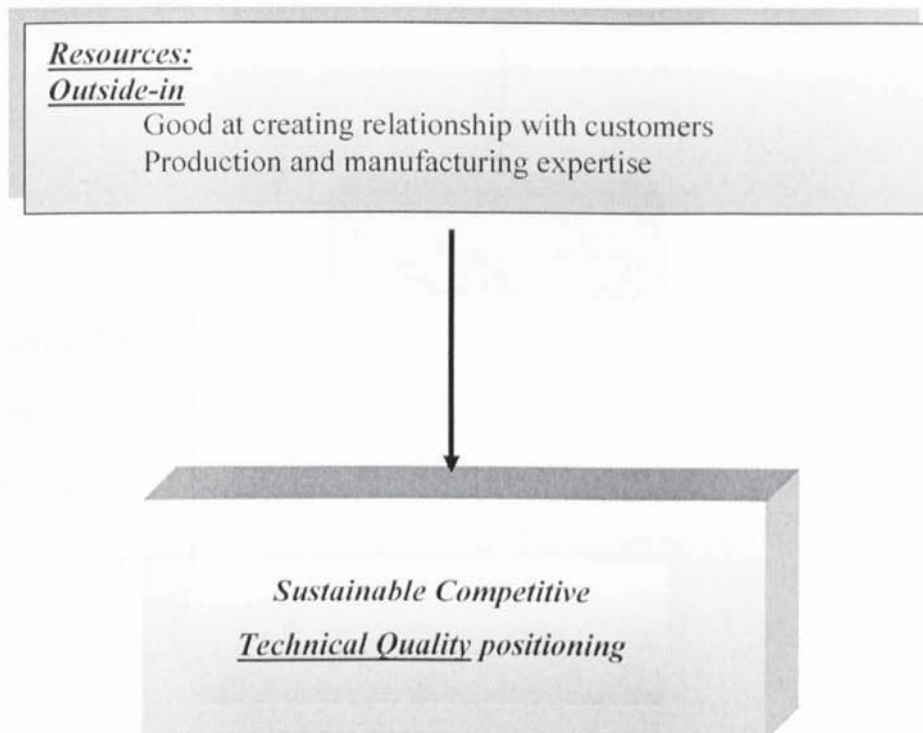 Resources:
Outside-in
Good at creating relationship with customers
Production and manufacturing expertise
Sustainable Competitive
Technical Quality positioning